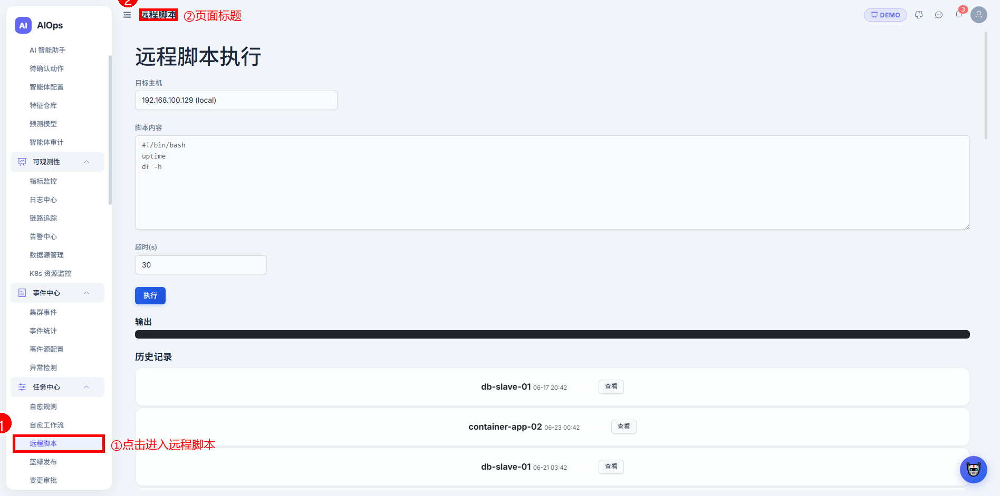 AI AIOps
AI 智能助手
待确认动作
智能体配置
特征仓库
预测模型
智能体审计
可观测性
指标监控
日志中心
链路追踪
告警中心
数据源管理
K8s 资源监控
事件中心
集群事件
事件统计
事件源配置
异常检测
任务中心
自愈规则
自愈工作流
1
远程脚本
①点击进入远程脚本
蓝绿发布
变更审批
2
远程脚本
②页面标题
DEMO
3
远程脚本执行
目标主机
192.168.100.129 (local)
脚本内容
#!/bin/bash
uptime
df -h
超时(s)
30
执行
输出
历史记录
db-slave-01 06-17 20:42 查看
container-app-02 06-23 00:42 查看
db-slave-01 06-21 03:42 查看